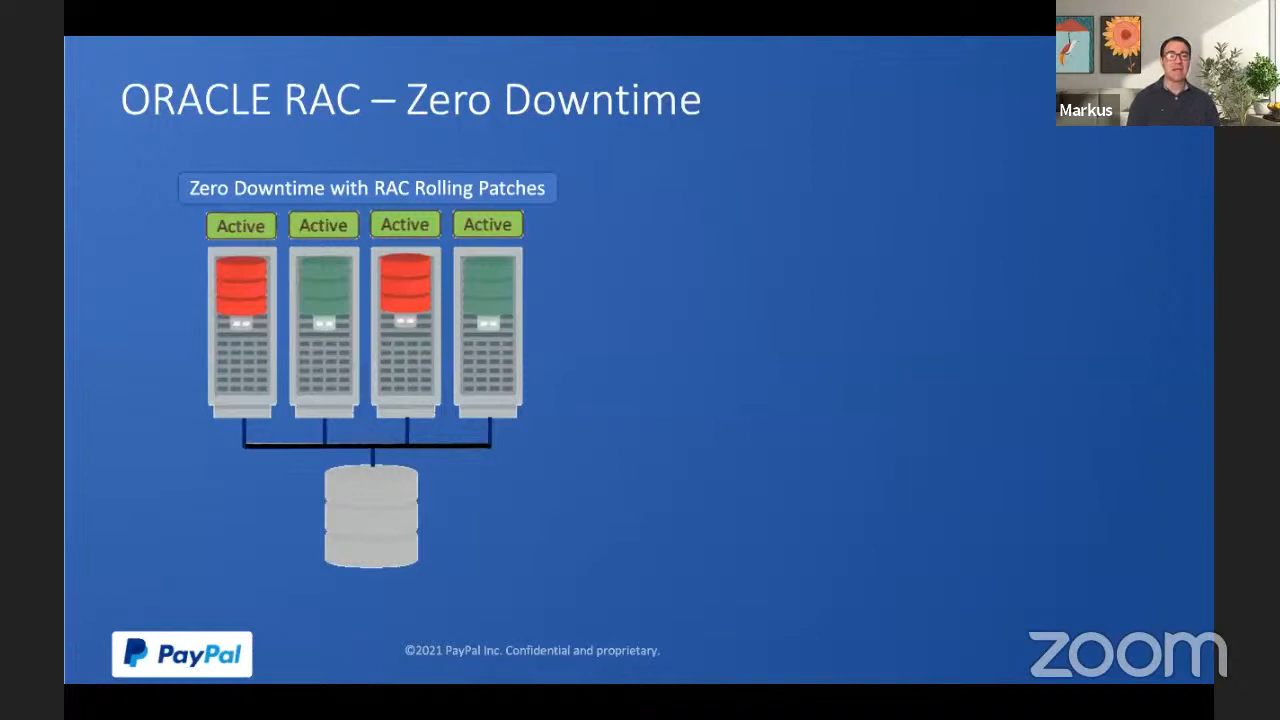 ORACLE RAC – Zero Downtime
Markus
Zero Downtime with RAC Rolling Patches
Active Active Active Active
PayPal
©2021 PayPal Inc. Confidential and proprietary.
zoom